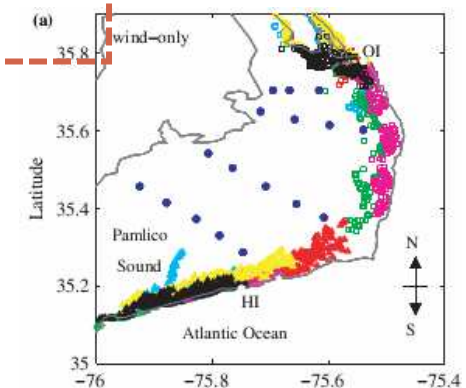 (a)
wind-only
OI
35.8
35.6
Latitude
35.4
Pamlico
Sound
N
S
35.2
HI
Atlantic Ocean
35
-76
-75.8
-75.6
-75.4